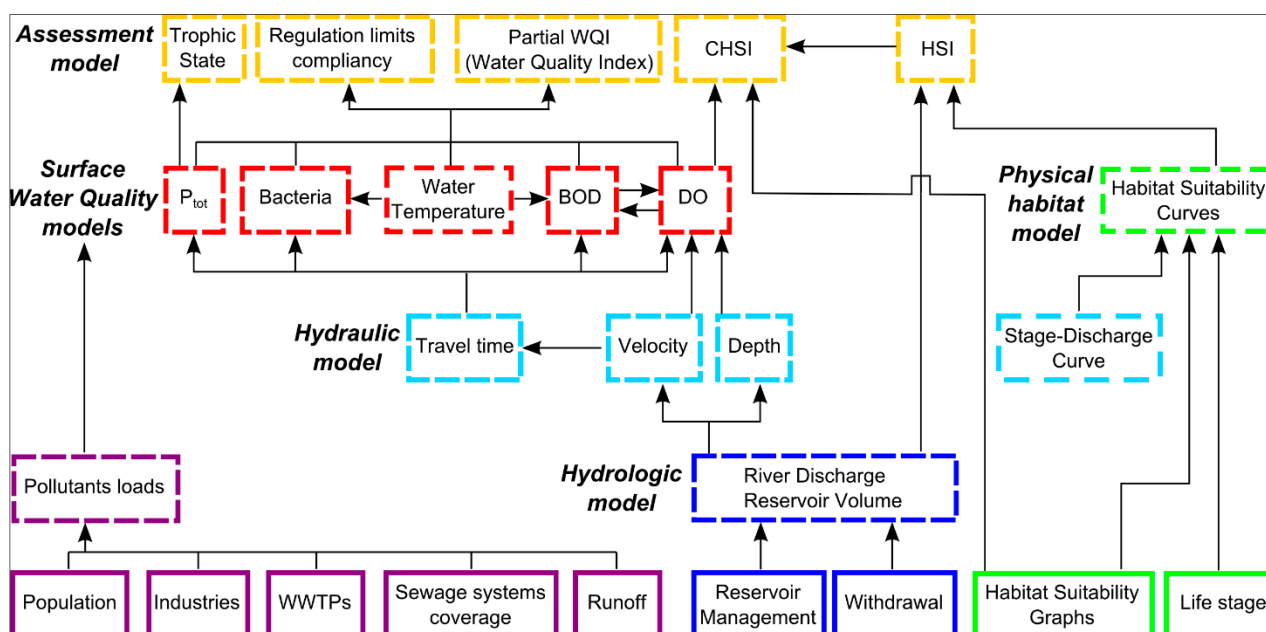 Assessment
model
Trophic
State
Regulation limits
compliancy
Partial WQI
(Water Quality Index)
CHSI
HSI
Surface
Water Quality
models
Ptot
Bacteria
Water
Temperature
BOD
DO
Physical
habitat
model
Habitat Suitability
Curves
Hydraulic
model
Travel time
Velocity
Depth
Stage-Discharge
Curve
Pollutants loads
Hydrologic
model
River Discharge
Reservoir Volume
Population
Industries
WWTPs
Sewage systems
coverage
Runoff
Reservoir
Management
Withdrawal
Habitat Suitability
Graphs
Life stage